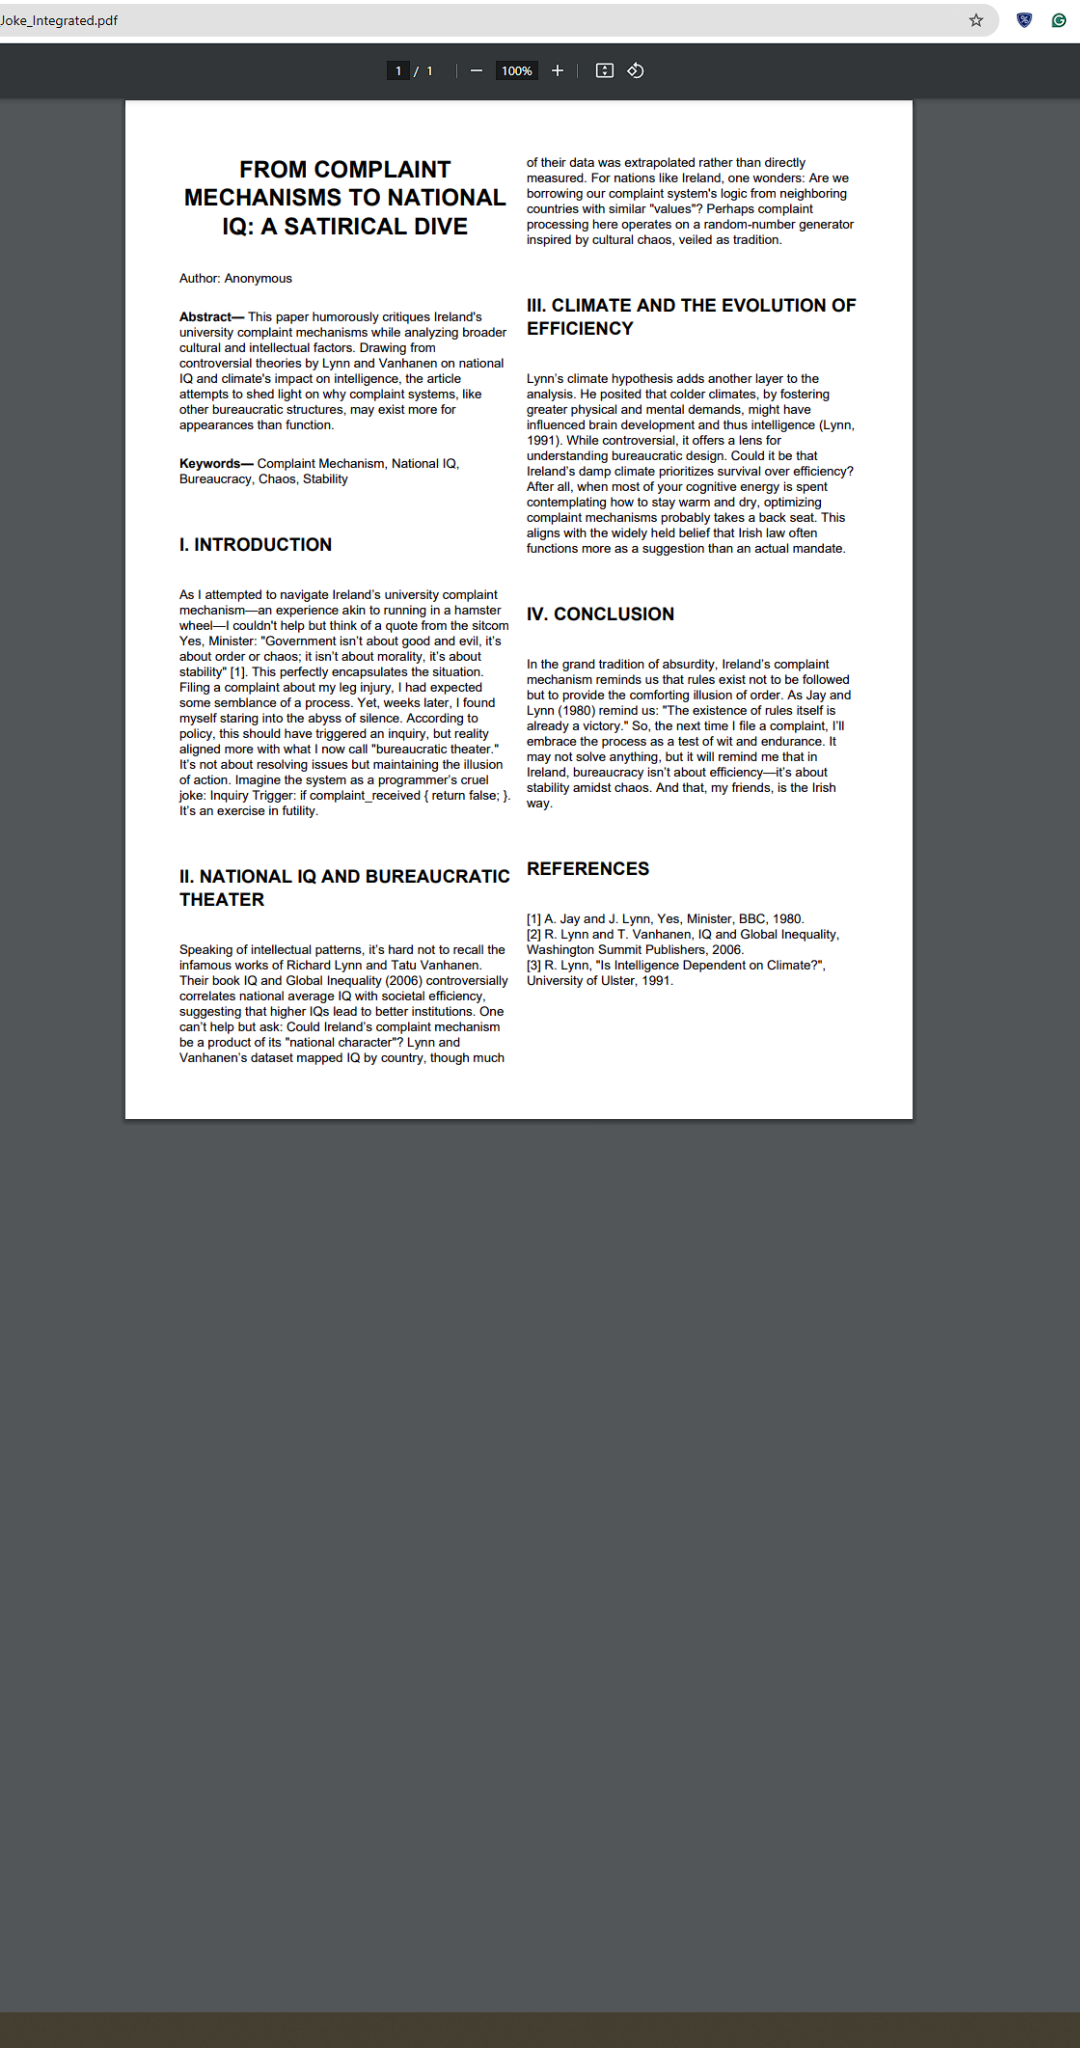 Joke_Integrated.pdf
1 / 1
100%
FROM COMPLAINT
MECHANISMS TO NATIONAL
IQ: A SATIRICAL DIVE
Author: Anonymous
Abstract— This paper humorously critiques Ireland's
university complaint mechanisms while analyzing broader
cultural and intellectual factors. Drawing from
controversial theories by Lynn and Vanhanen on national
IQ and climate's impact on intelligence, the article
attempts to shed light on why complaint systems, like
other bureaucratic structures, may exist more for
appearances than function.
Keywords— Complaint Mechanism, National IQ,
Bureaucracy, Chaos, Stability
I. INTRODUCTION
As I attempted to navigate Ireland’s university complaint
mechanism—an experience akin to running in a hamster
wheel—I couldn't help but think of a quote from the sitcom
Yes, Minister: "Government isn’t about good and evil, it’s
about order or chaos; it isn’t about morality, it’s about
stability" [1]. This perfectly encapsulates the situation.
Filing a complaint about my leg injury, I had expected
some semblance of a process. Yet, weeks later, I found
myself staring into the abyss of silence. According to
policy, this should have triggered an inquiry, but reality
aligned more with what I now call "bureaucratic theater."
It’s not about resolving issues but maintaining the illusion
of action. Imagine the system as a programmer’s cruel
joke: Inquiry Trigger: if complaint_received { return false; }.
It’s an exercise in futility.
II. NATIONAL IQ AND BUREAUCRATIC
THEATER
Speaking of intellectual patterns, it’s hard not to recall the
infamous works of Richard Lynn and Tatu Vanhanen.
Their book IQ and Global Inequality (2006) controversially
correlates national average IQ with societal efficiency,
suggesting that higher IQs lead to better institutions. One
can’t help but ask: Could Ireland’s complaint mechanism
be a product of its "national character"? Lynn and
Vanhanen’s dataset mapped IQ by country, though much
of their data was extrapolated rather than directly
measured. For nations like Ireland, one wonders: Are we
borrowing our complaint system's logic from neighboring
countries with similar "values"? Perhaps complaint
processing here operates on a random-number generator
inspired by cultural chaos, veiled as tradition.
III. CLIMATE AND THE EVOLUTION OF
EFFICIENCY
Lynn’s climate hypothesis adds another layer to the
analysis. He posited that colder climates, by fostering
greater physical and mental demands, might have
influenced brain development and thus intelligence (Lynn,
1991). While controversial, it offers a lens for
understanding bureaucratic design. Could it be that
Ireland’s damp climate prioritizes survival over efficiency?
After all, when most of your cognitive energy is spent
contemplating how to stay warm and dry, optimizing
complaint mechanisms probably takes a back seat. This
aligns with the widely held belief that Irish law often
functions more as a suggestion than an actual mandate.
IV. CONCLUSION
In the grand tradition of absurdity, Ireland’s complaint
mechanism reminds us that rules exist not to be followed
but to provide the comforting illusion of order. As Jay and
Lynn (1980) remind us: "The existence of rules itself is
already a victory." So, the next time I file a complaint, I’ll
embrace the process as a test of wit and endurance. It
may not solve anything, but it will remind me that in
Ireland, bureaucracy isn’t about efficiency—it’s about
stability amidst chaos. And that, my friends, is the Irish
way.
REFERENCES
[1] A. Jay and J. Lynn, Yes, Minister, BBC, 1980.
[2] R. Lynn and T. Vanhanen, IQ and Global Inequality,
Washington Summit Publishers, 2006.
[3] R. Lynn, "Is Intelligence Dependent on Climate?",
University of Ulster, 1991.